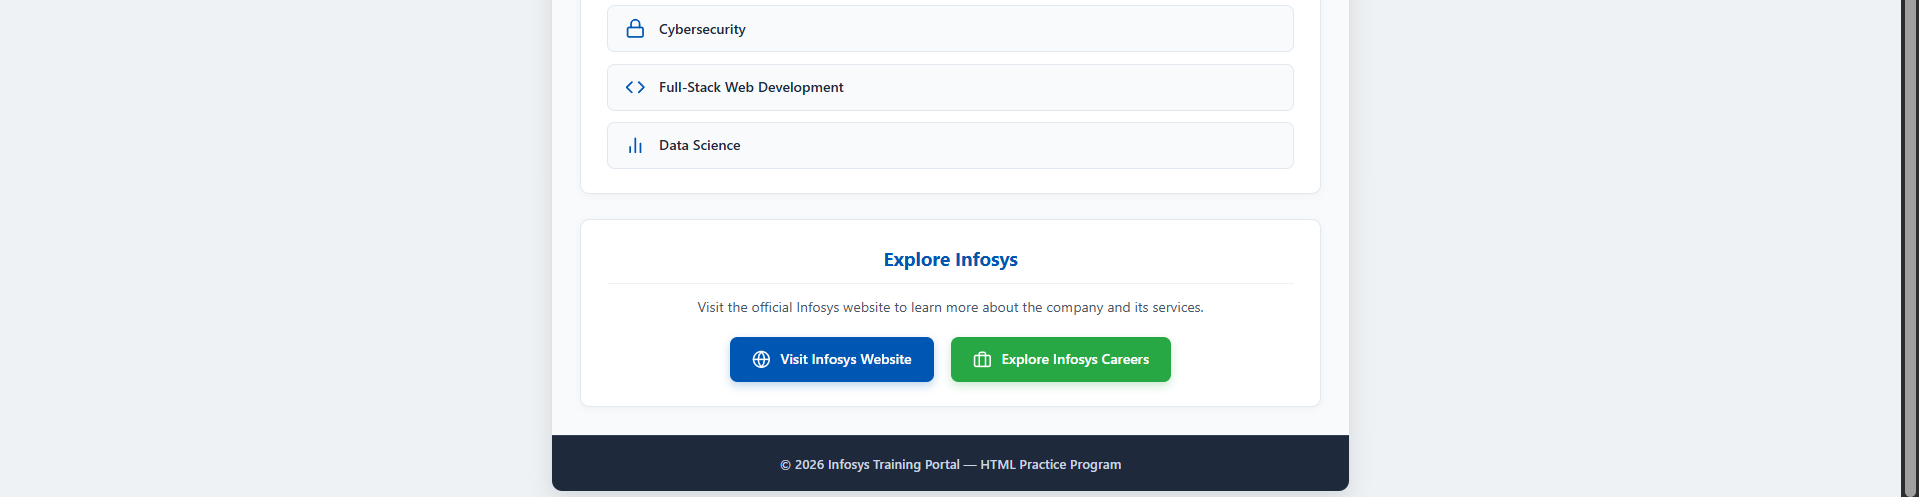 Cybersecurity
Full-Stack Web Development
Data Science
Explore Infosys
Visit the official Infosys website to learn more about the company and its services.
Visit Infosys Website
Explore Infosys Careers
© 2026 Infosys Training Portal — HTML Practice Program